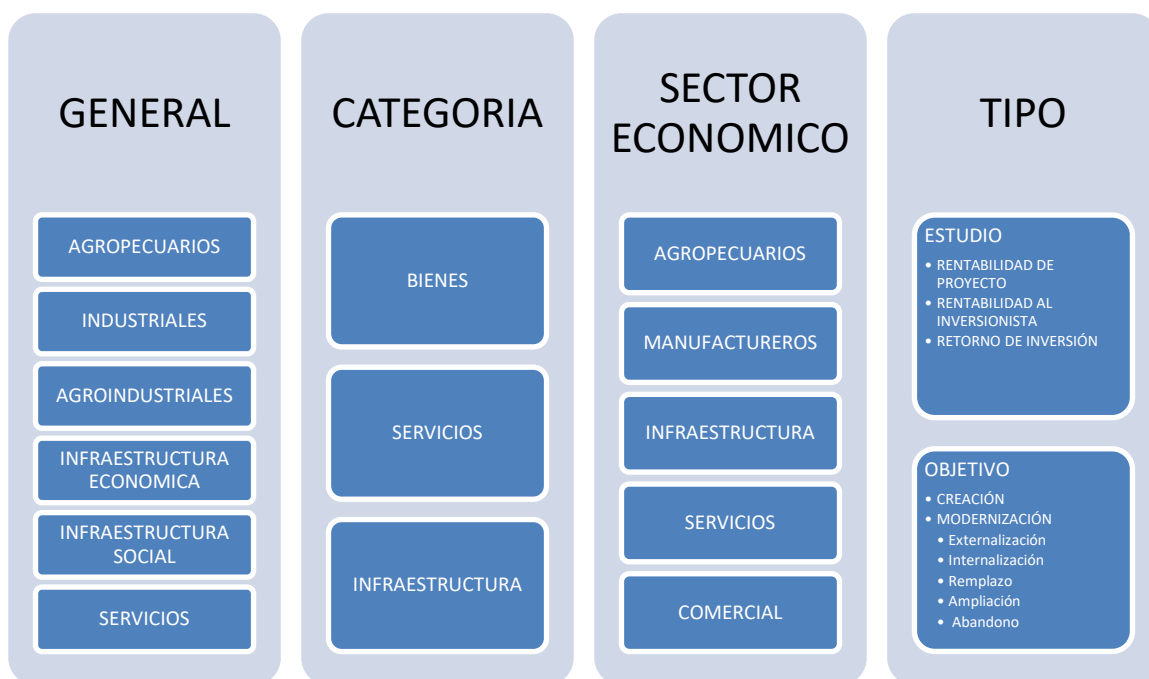 GENERAL
AGROPECUARIOS
INDUSTRIALES
AGROINDUSTRIALES
INFRAESTRUCTURA
ECONOMICA
INFRAESTRUCTURA
SOCIAL
SERVICIOS
CATEGORIA
BIENES
SERVICIOS
INFRAESTRUCTURA
SECTOR
ECONOMICO
AGROPECUARIOS
MANUFACTUREROS
INFRAESTRUCTURA
SERVICIOS
COMERCIAL
TIPO
ESTUDIO
• RENTABILIDAD DE
PROYECTO
• RENTABILIDAD AL
INVERSIONISTA
• RETORNO DE INVERSIÓN
OBJETIVO
• CREACIÓN
• MODERNIZACIÓN
• Externalización
• Internalización
• Remplazo
• Ampliación
• Abandono